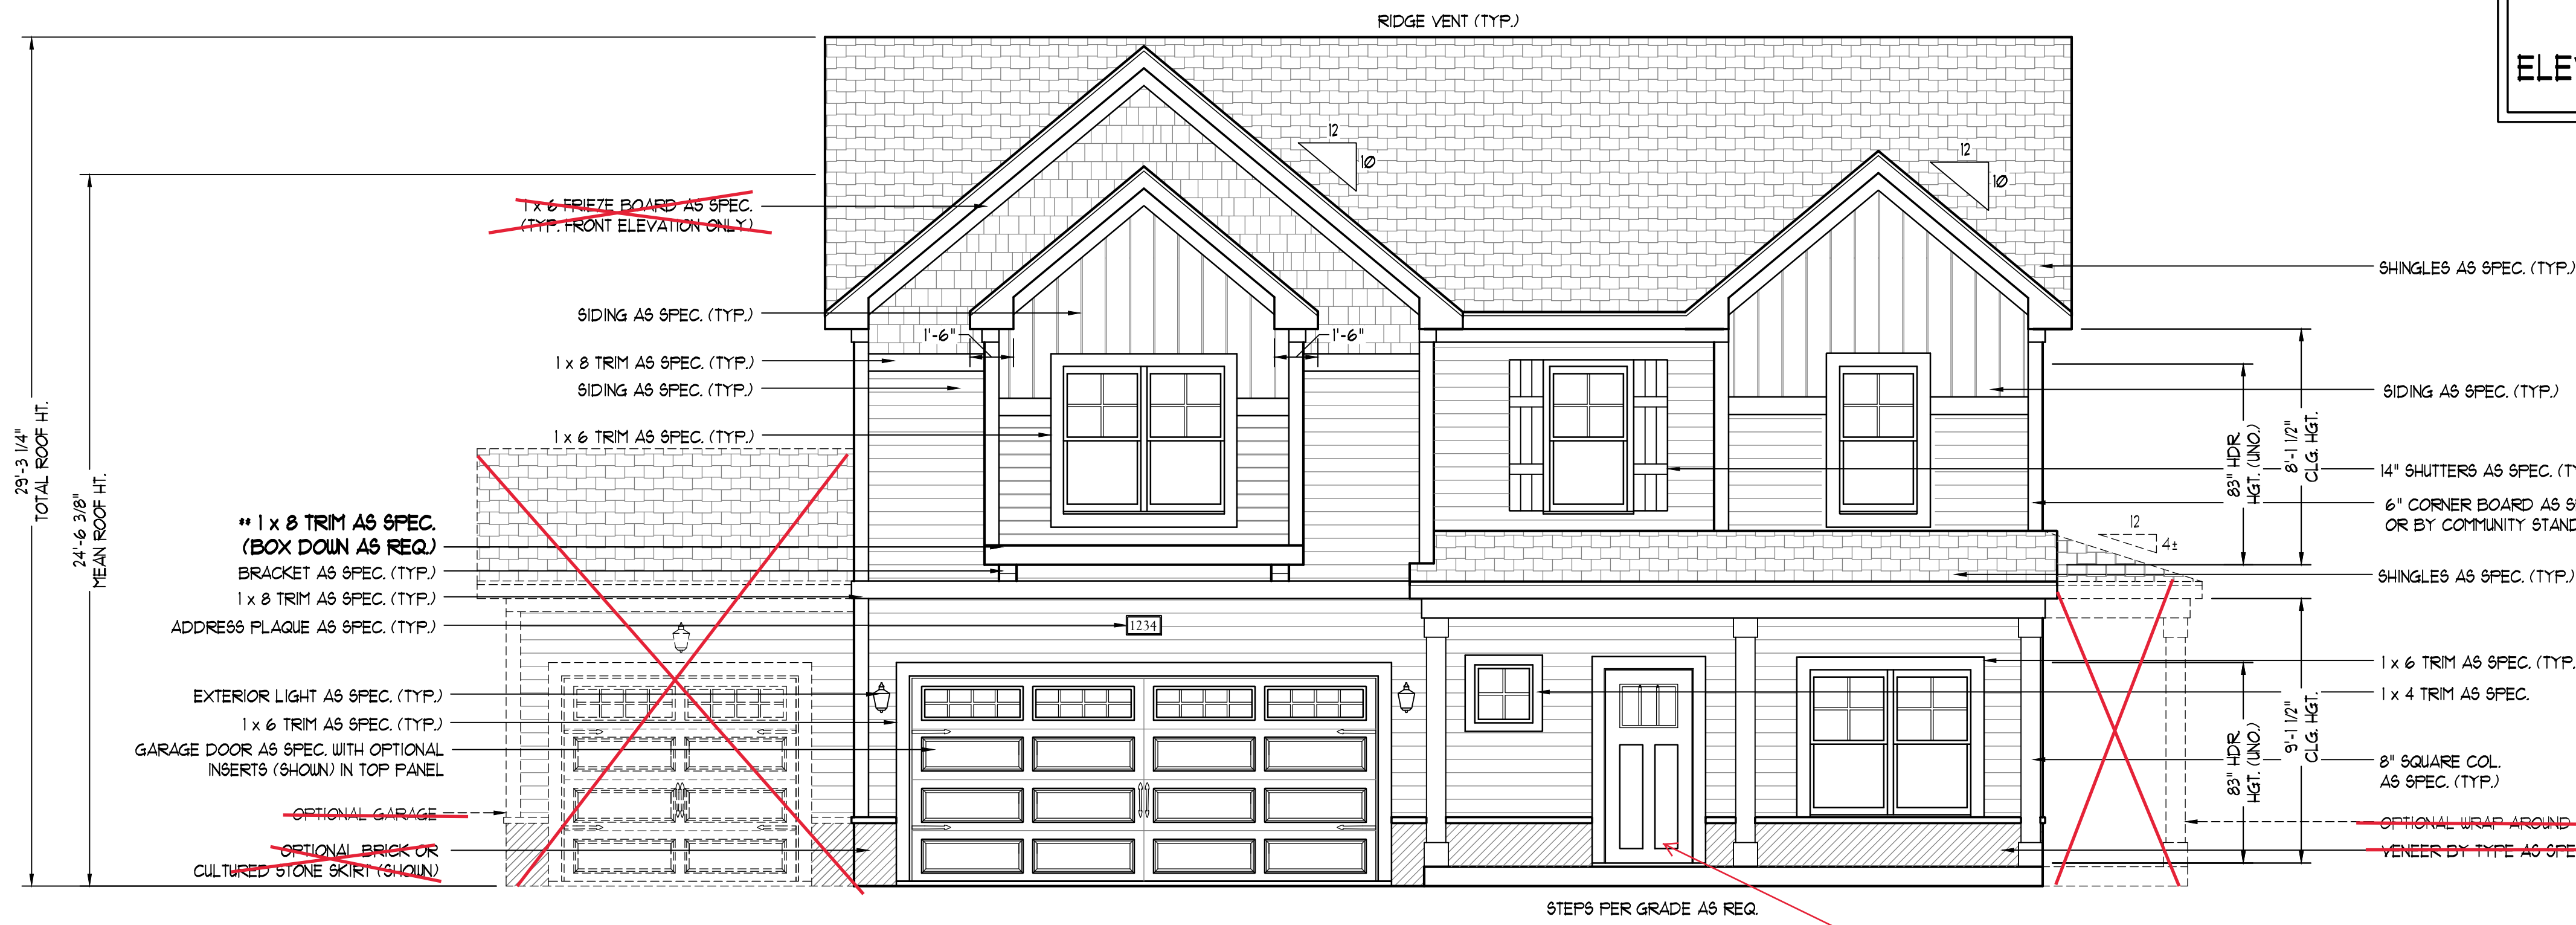 RIDGE VENT (TYP.)
29'-3 1/4"
TOTAL ROOF HT.
24'-6 3/8"
MEAN ROOF HT.
1 x 6 FRIEZE BOARD AS SPEC.
(TYP. FRONT ELEVATION ONLY)
SIDING AS SPEC. (TYP.)
1 x 8 TRIM AS SPEC. (TYP.)
SIDING AS SPEC. (TYP.)
1 x 6 TRIM AS SPEC. (TYP.)
** 1 x 8 TRIM AS SPEC.
(BOX DOWN AS REQ.)
BRACKET AS SPEC. (TYP.)
1 x 8 TRIM AS SPEC. (TYP.)
ADDRESS PLAQUE AS SPEC. (TYP.)
EXTERIOR LIGHT AS SPEC. (TYP.)
1 x 6 TRIM AS SPEC. (TYP.)
GARAGE DOOR AS SPEC. WITH OPTIONAL
INSERTS (SHOWN) IN TOP PANEL
OPTIONAL GARAGE
OPTIONAL BRICK OR
CULTURED STONE SKIRT (SHOWN)
12
10
12
10
1'-6"
1'-6"
1234
STEPS PER GRADE AS REQ.
12
4±
83" HDR.
HGT. (UNO.)
8'-1 1/2"
CLG. HGT.
83" HDR.
HGT. (UNO.)
9'-1 1/2"
CLG. HGT.
SHINGLES AS SPEC. (TYP.)
SIDING AS SPEC. (TYP.)
14" SHUTTERS AS SPEC.
6" CORNER BOARD AS
OR BY COMMUNITY
SHINGLES AS SPEC. (TYP.)
1 x 6 TRIM AS SPEC. (TYP.
1 x 4 TRIM AS SPEC.
8" SQUARE COL.
AS SPEC. (TYP.)
OPTIONAL WRAP AROUND
VENEER BY TYPE AS